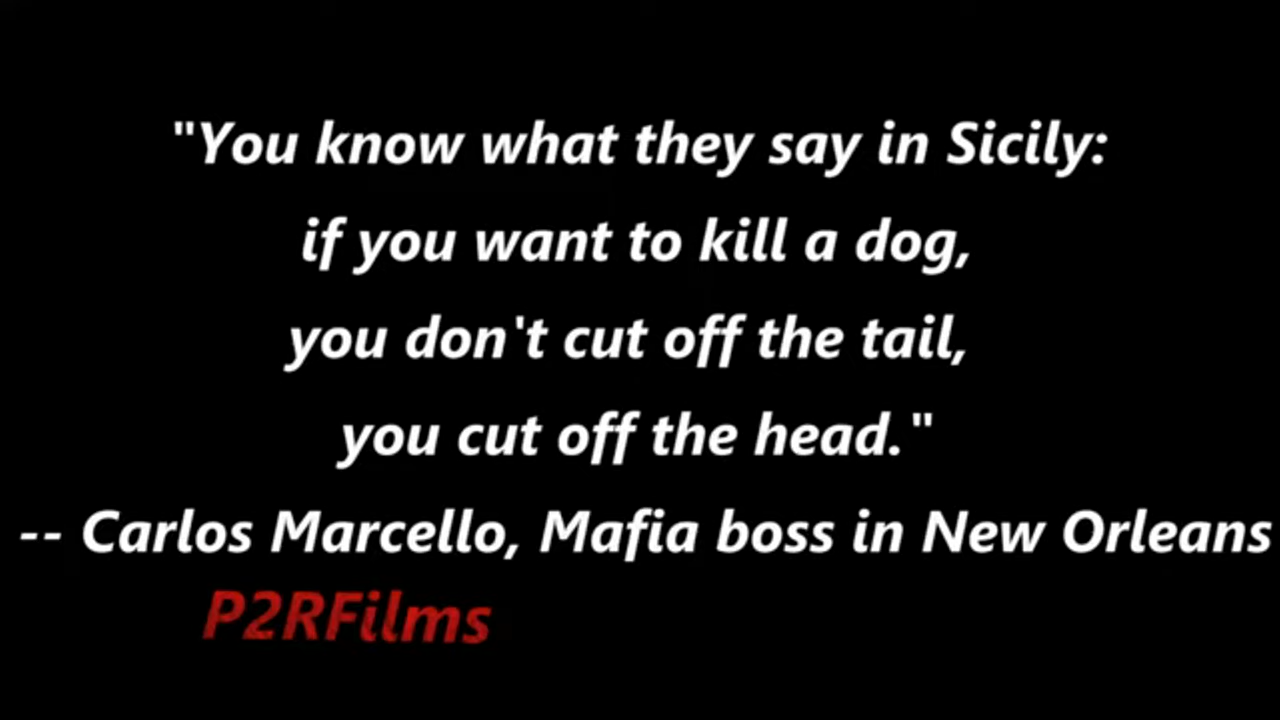 "You know what they say in Sicily:
if you want to kill a dog,
you don't cut off the tail,
you cut off the head."
-- Carlos Marcello, Mafia boss in New Orleans
P2RFilms